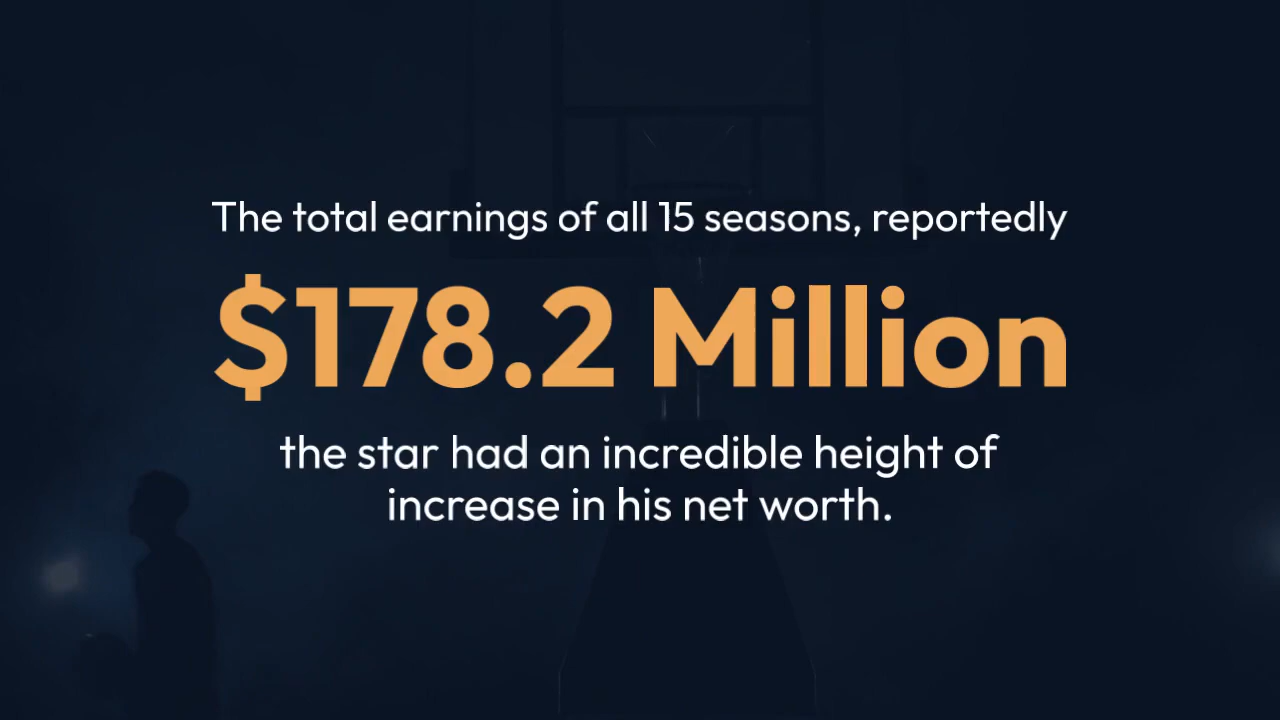 The total earnings of all 15 seasons, reportedly
$178.2 Million
the star had an incredible height of
increase in his net worth.